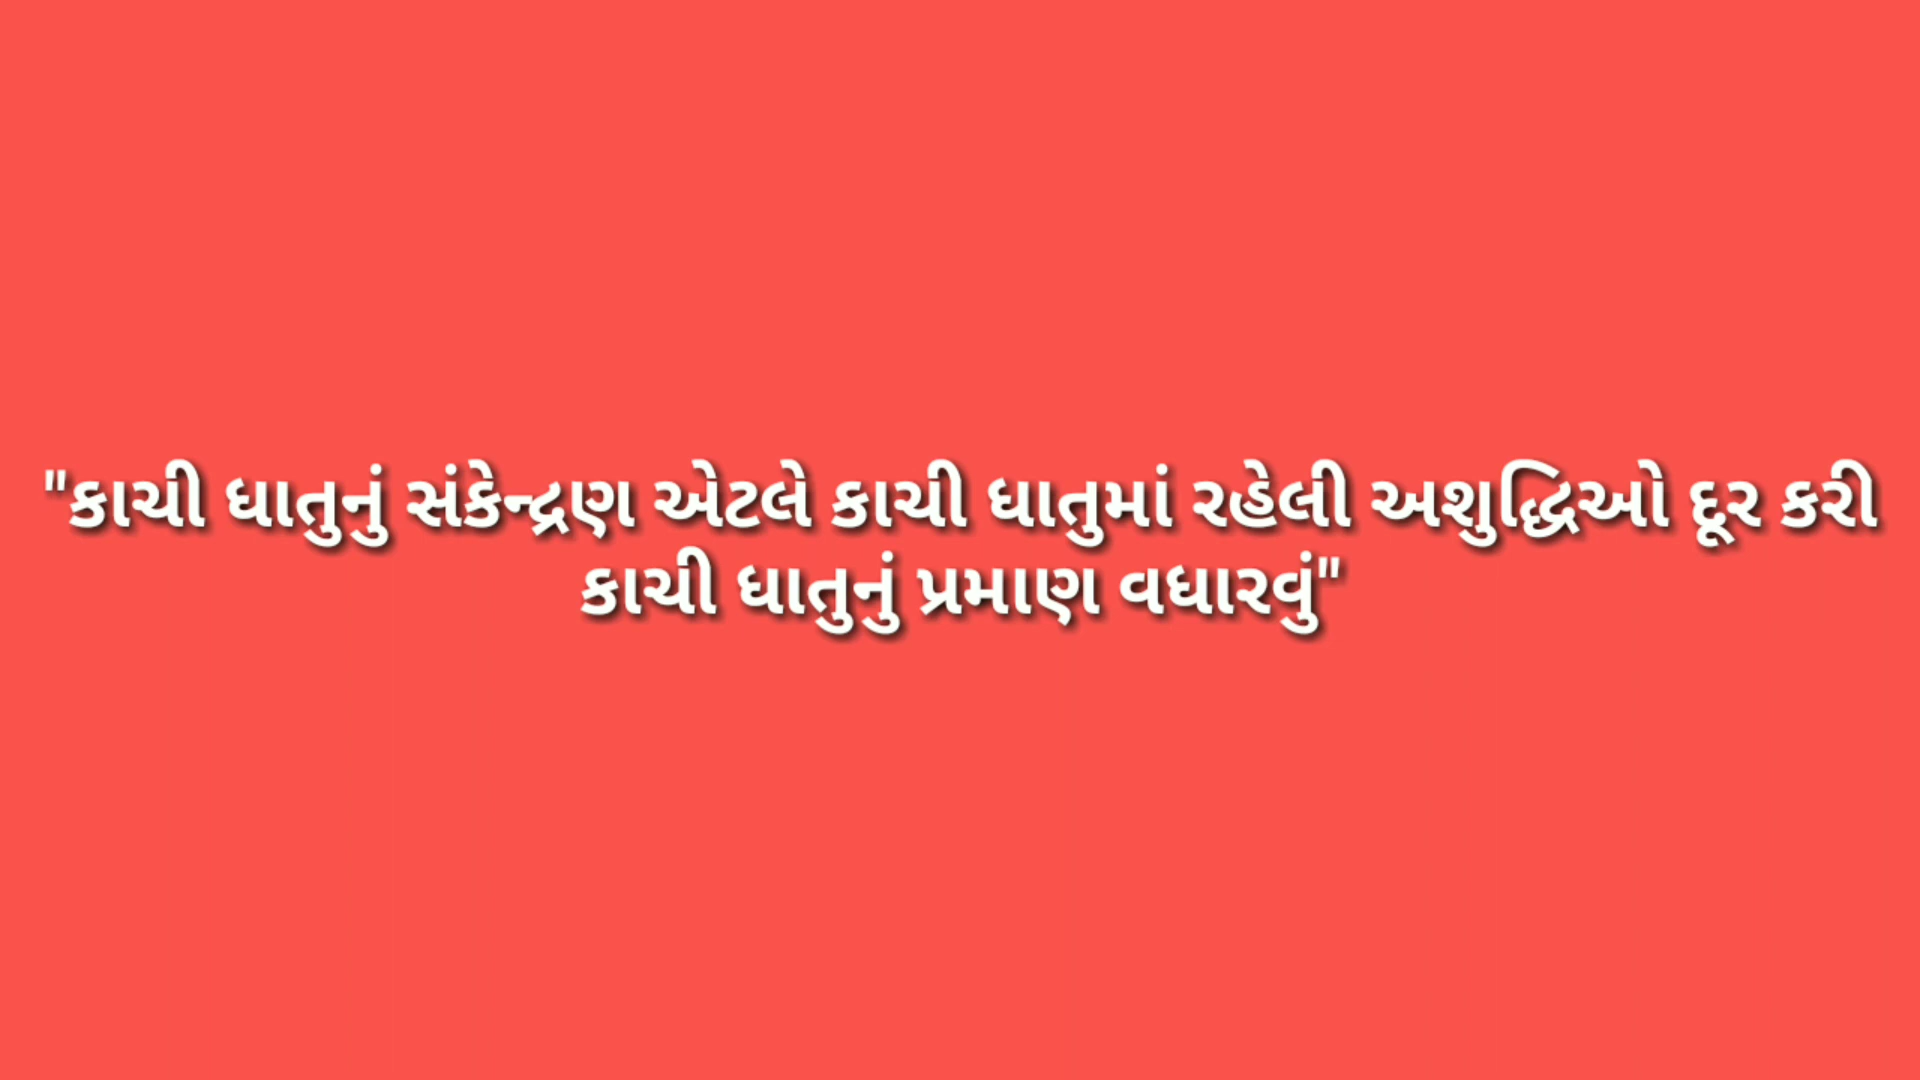 "કાચી ધાતુનું સંકેન્દ્રણ એટલે કાચી ધાતુમાં રહેલી અશુદ્ધિઓ દૂર કરી
કાચી ધાતુનું પ્રમાણ વધારવું"